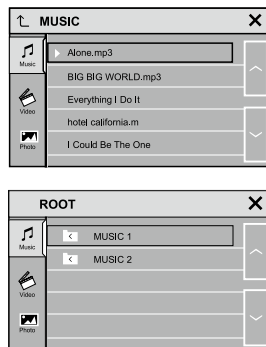 MUSIC
Music
Alone.mp3
BIG BIG WORLD.mp3
Video
Everything I Do It
hotel california.m
Photo
I Could Be The One
ROOT
Music
MUSIC 1
MUSIC 2
Video
Photo